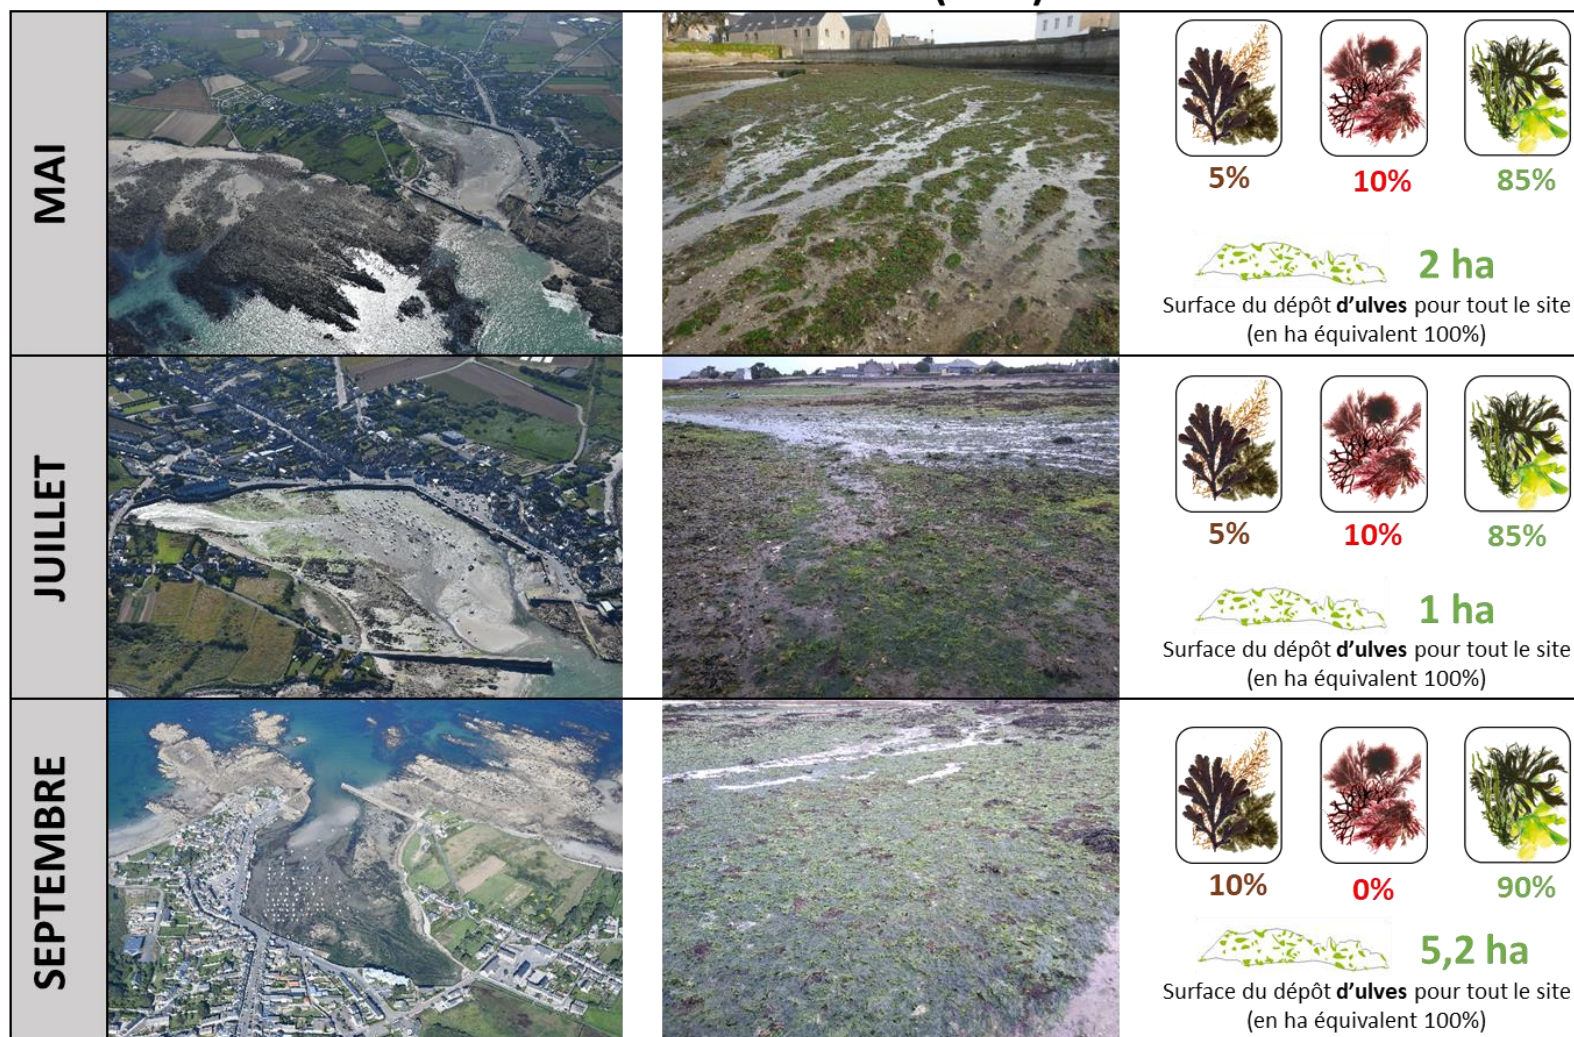 MAI
5%
10%
85%
2 ha
Surface du dépôt d'ulves pour tout le site
(en ha équivalent 100%)
JUILLET
5%
10%
85%
1 ha
Surface du dépôt d'ulves pour tout le site
(en ha équivalent 100%)
SEPTEMBRE
10%
0%
90%
5,2 ha
Surface du dépôt d'ulves pour tout le site
(en ha équivalent 100%)